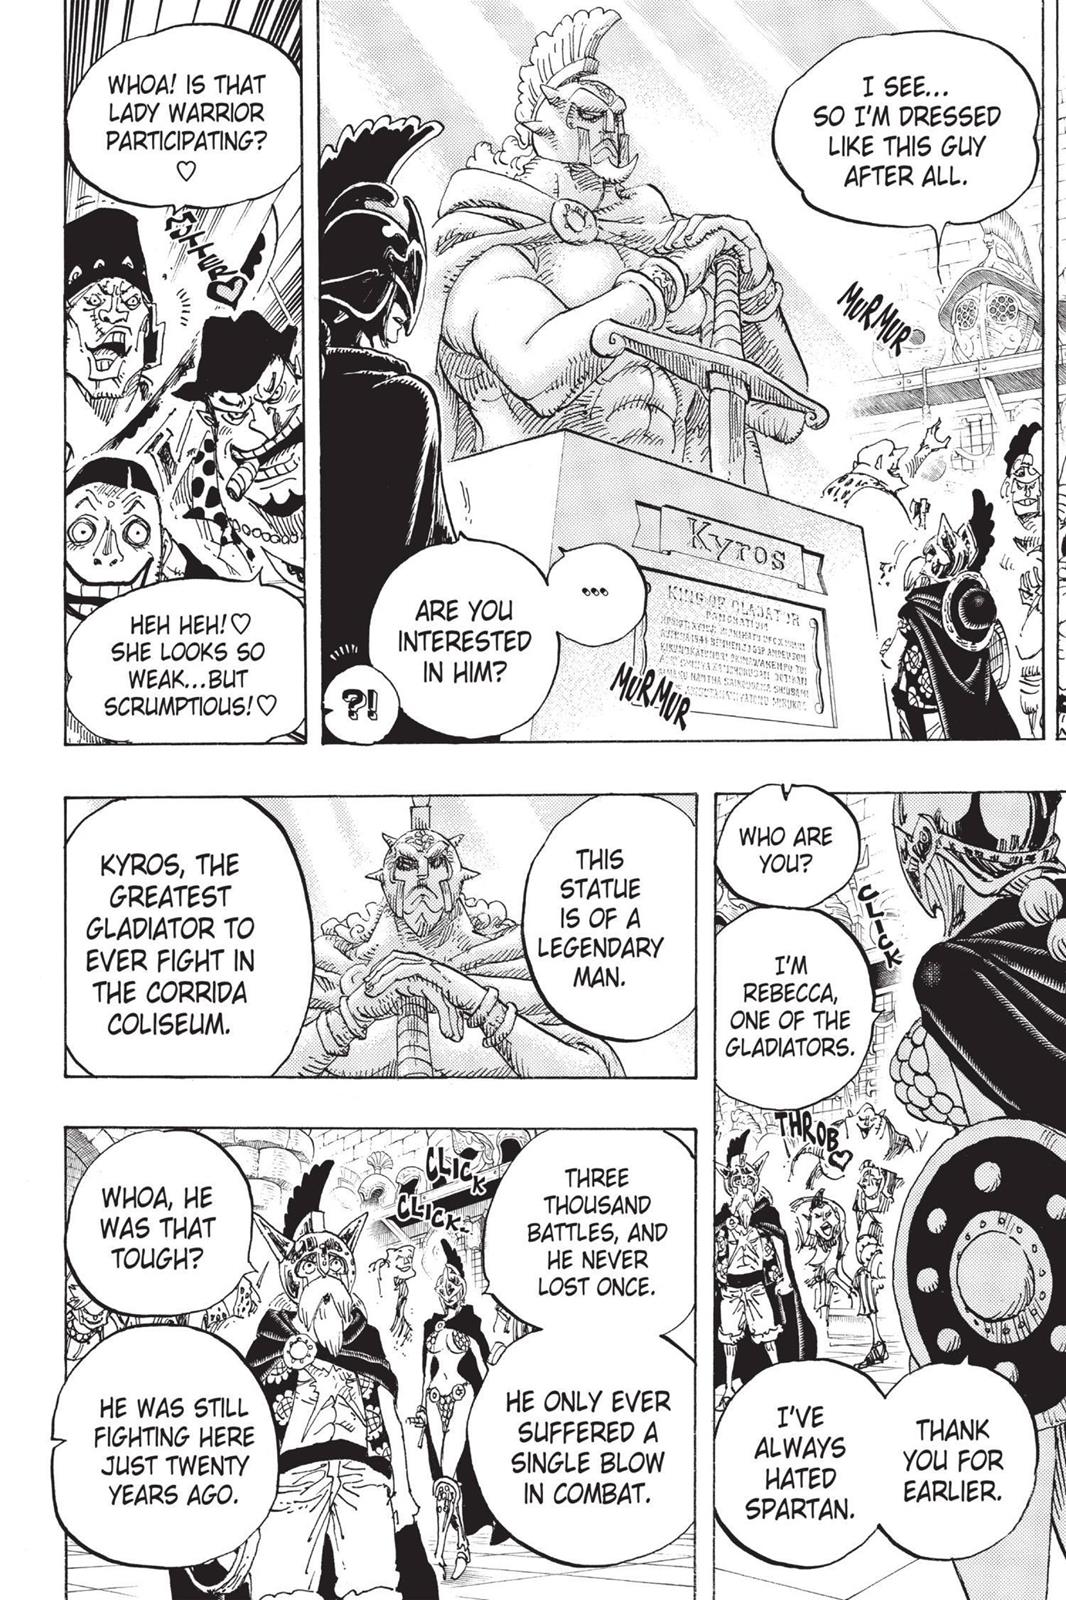 I SEE...
SO I'M DRESSED
LIKE THIS GUY
AFTER ALL.
MURMUR
Kyros
KING OF GLADIATOR
...
ARE YOU
INTERESTED
IN HIM?
MURMUR
?!
WHOA! IS THAT
LADY WARRIOR
PARTICIPATING?
♡
MUTTER♡
HEH HEH!♡
SHE LOOKS SO
WEAK...BUT
SCRUMPTIOUS!♡
WHO ARE
YOU?
CLICK
I'M
REBECCA,
ONE OF THE
GLADIATORS.
THROB♡
THANK
YOU FOR
EARLIER.
I'VE
ALWAYS
HATED
SPARTAN.
THIS
STATUE
IS OF A
LEGENDARY
MAN.
KYROS, THE
GREATEST
GLADIATOR TO
EVER FIGHT IN
THE CORRIDA
COLISEUM.
THREE
THOUSAND
BATTLES, AND
HE NEVER
LOST ONCE.
HE ONLY EVER
SUFFERED A
SINGLE BLOW
IN COMBAT.
CLICK
CLICK...
WHOA, HE
WAS THAT
TOUGH?
HE WAS STILL
FIGHTING HERE
JUST TWENTY
YEARS AGO.